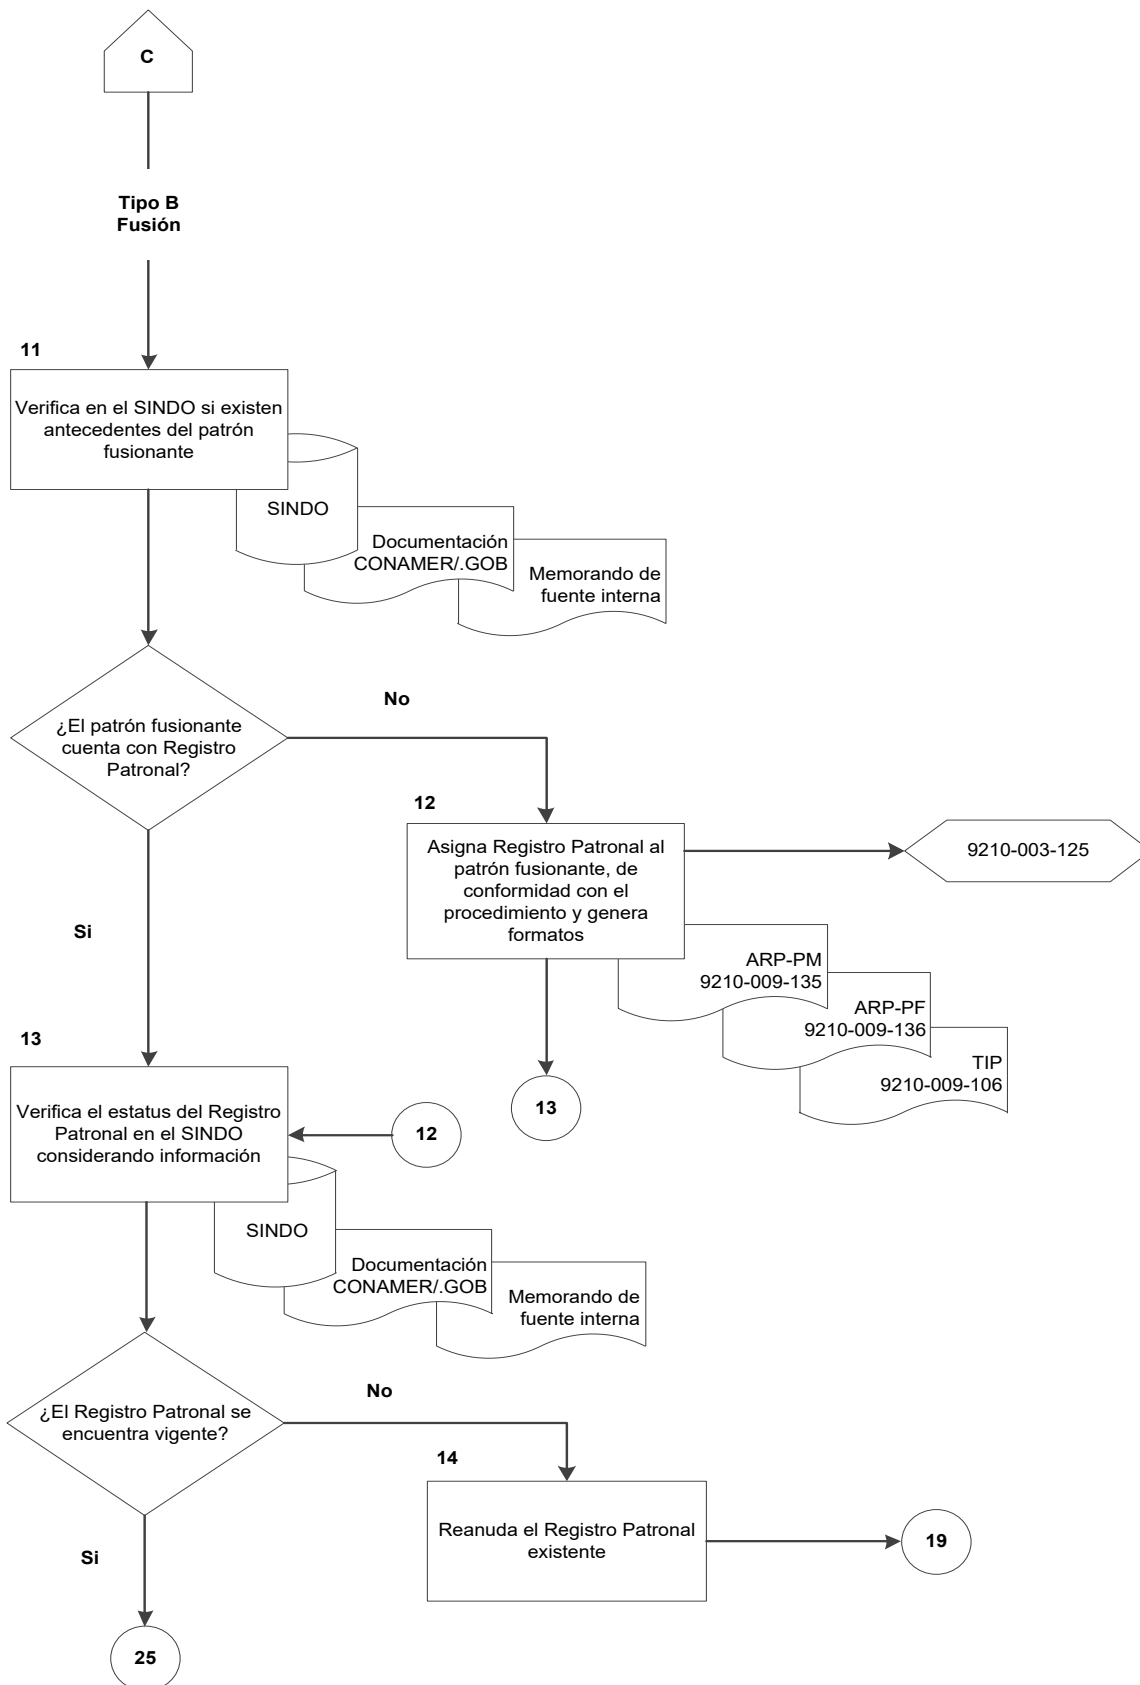 C
Tipo B
Fusión
11
Verifica en el SINDO si existen
antecedentes del patrón
fusionante
SINDO
Documentación
CONAMER/.GOB
Memorando de
fuente interna
¿El patrón fusionante
cuenta con Registro
Patronal?
No
12
Asigna Registro Patronal al
patrón fusionante, de
conformidad con el
procedimiento y genera
formatos
9210-003-125
ARP-PM
9210-009-135
ARP-PF
9210-009-136
TIP
9210-009-106
13
Si
13
Verifica el estatus del Registro
Patronal en el SINDO
considerando información
12
SINDO
Documentación
CONAMER/.GOB
Memorando de
fuente interna
¿El Registro Patronal se
encuentra vigente?
No
14
Reanuda el Registro Patronal
existente
19
Si
25